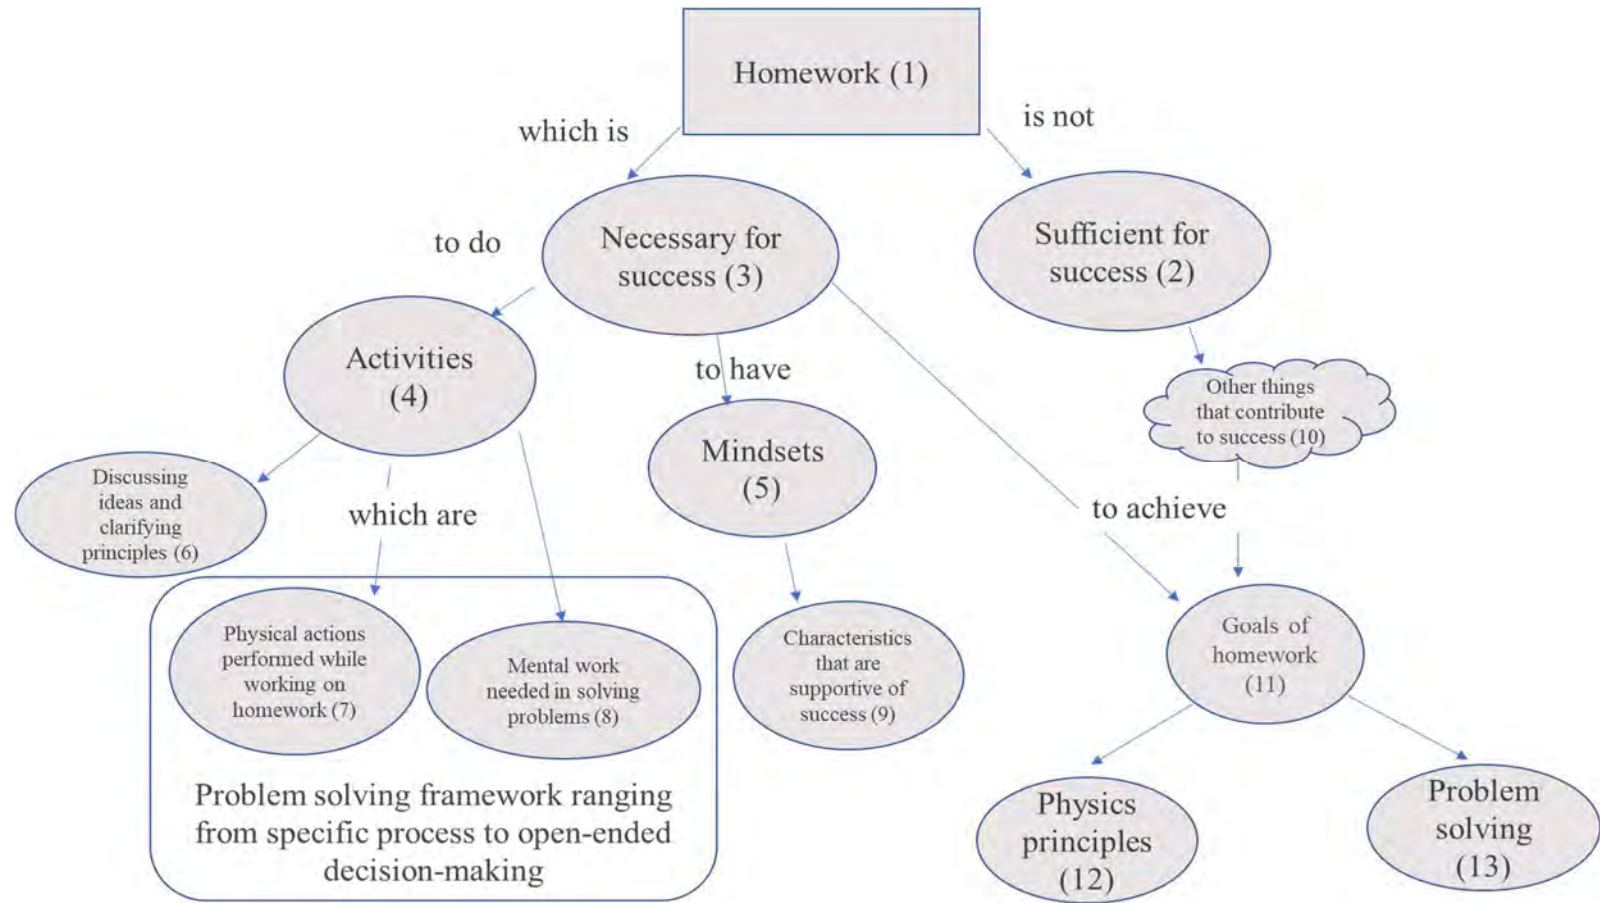 Homework (1)
which is
is not
Necessary for
success (3)
Sufficient for
success (2)
to do
Activities
(4)
to have
Mindsets
(5)
Other things
that contribute
to success (10)
Discussing
ideas and
clarifying
principles (6)
which are
to achieve
Physical actions
performed while
working on
homework (7)
Mental work
needed in solving
problems (8)
Characteristics
that are
supportive of
success (9)
Goals of
homework
(11)
Problem solving framework ranging
from specific process to open-ended
decision-making
Physics
principles
(12)
Problem
solving
(13)